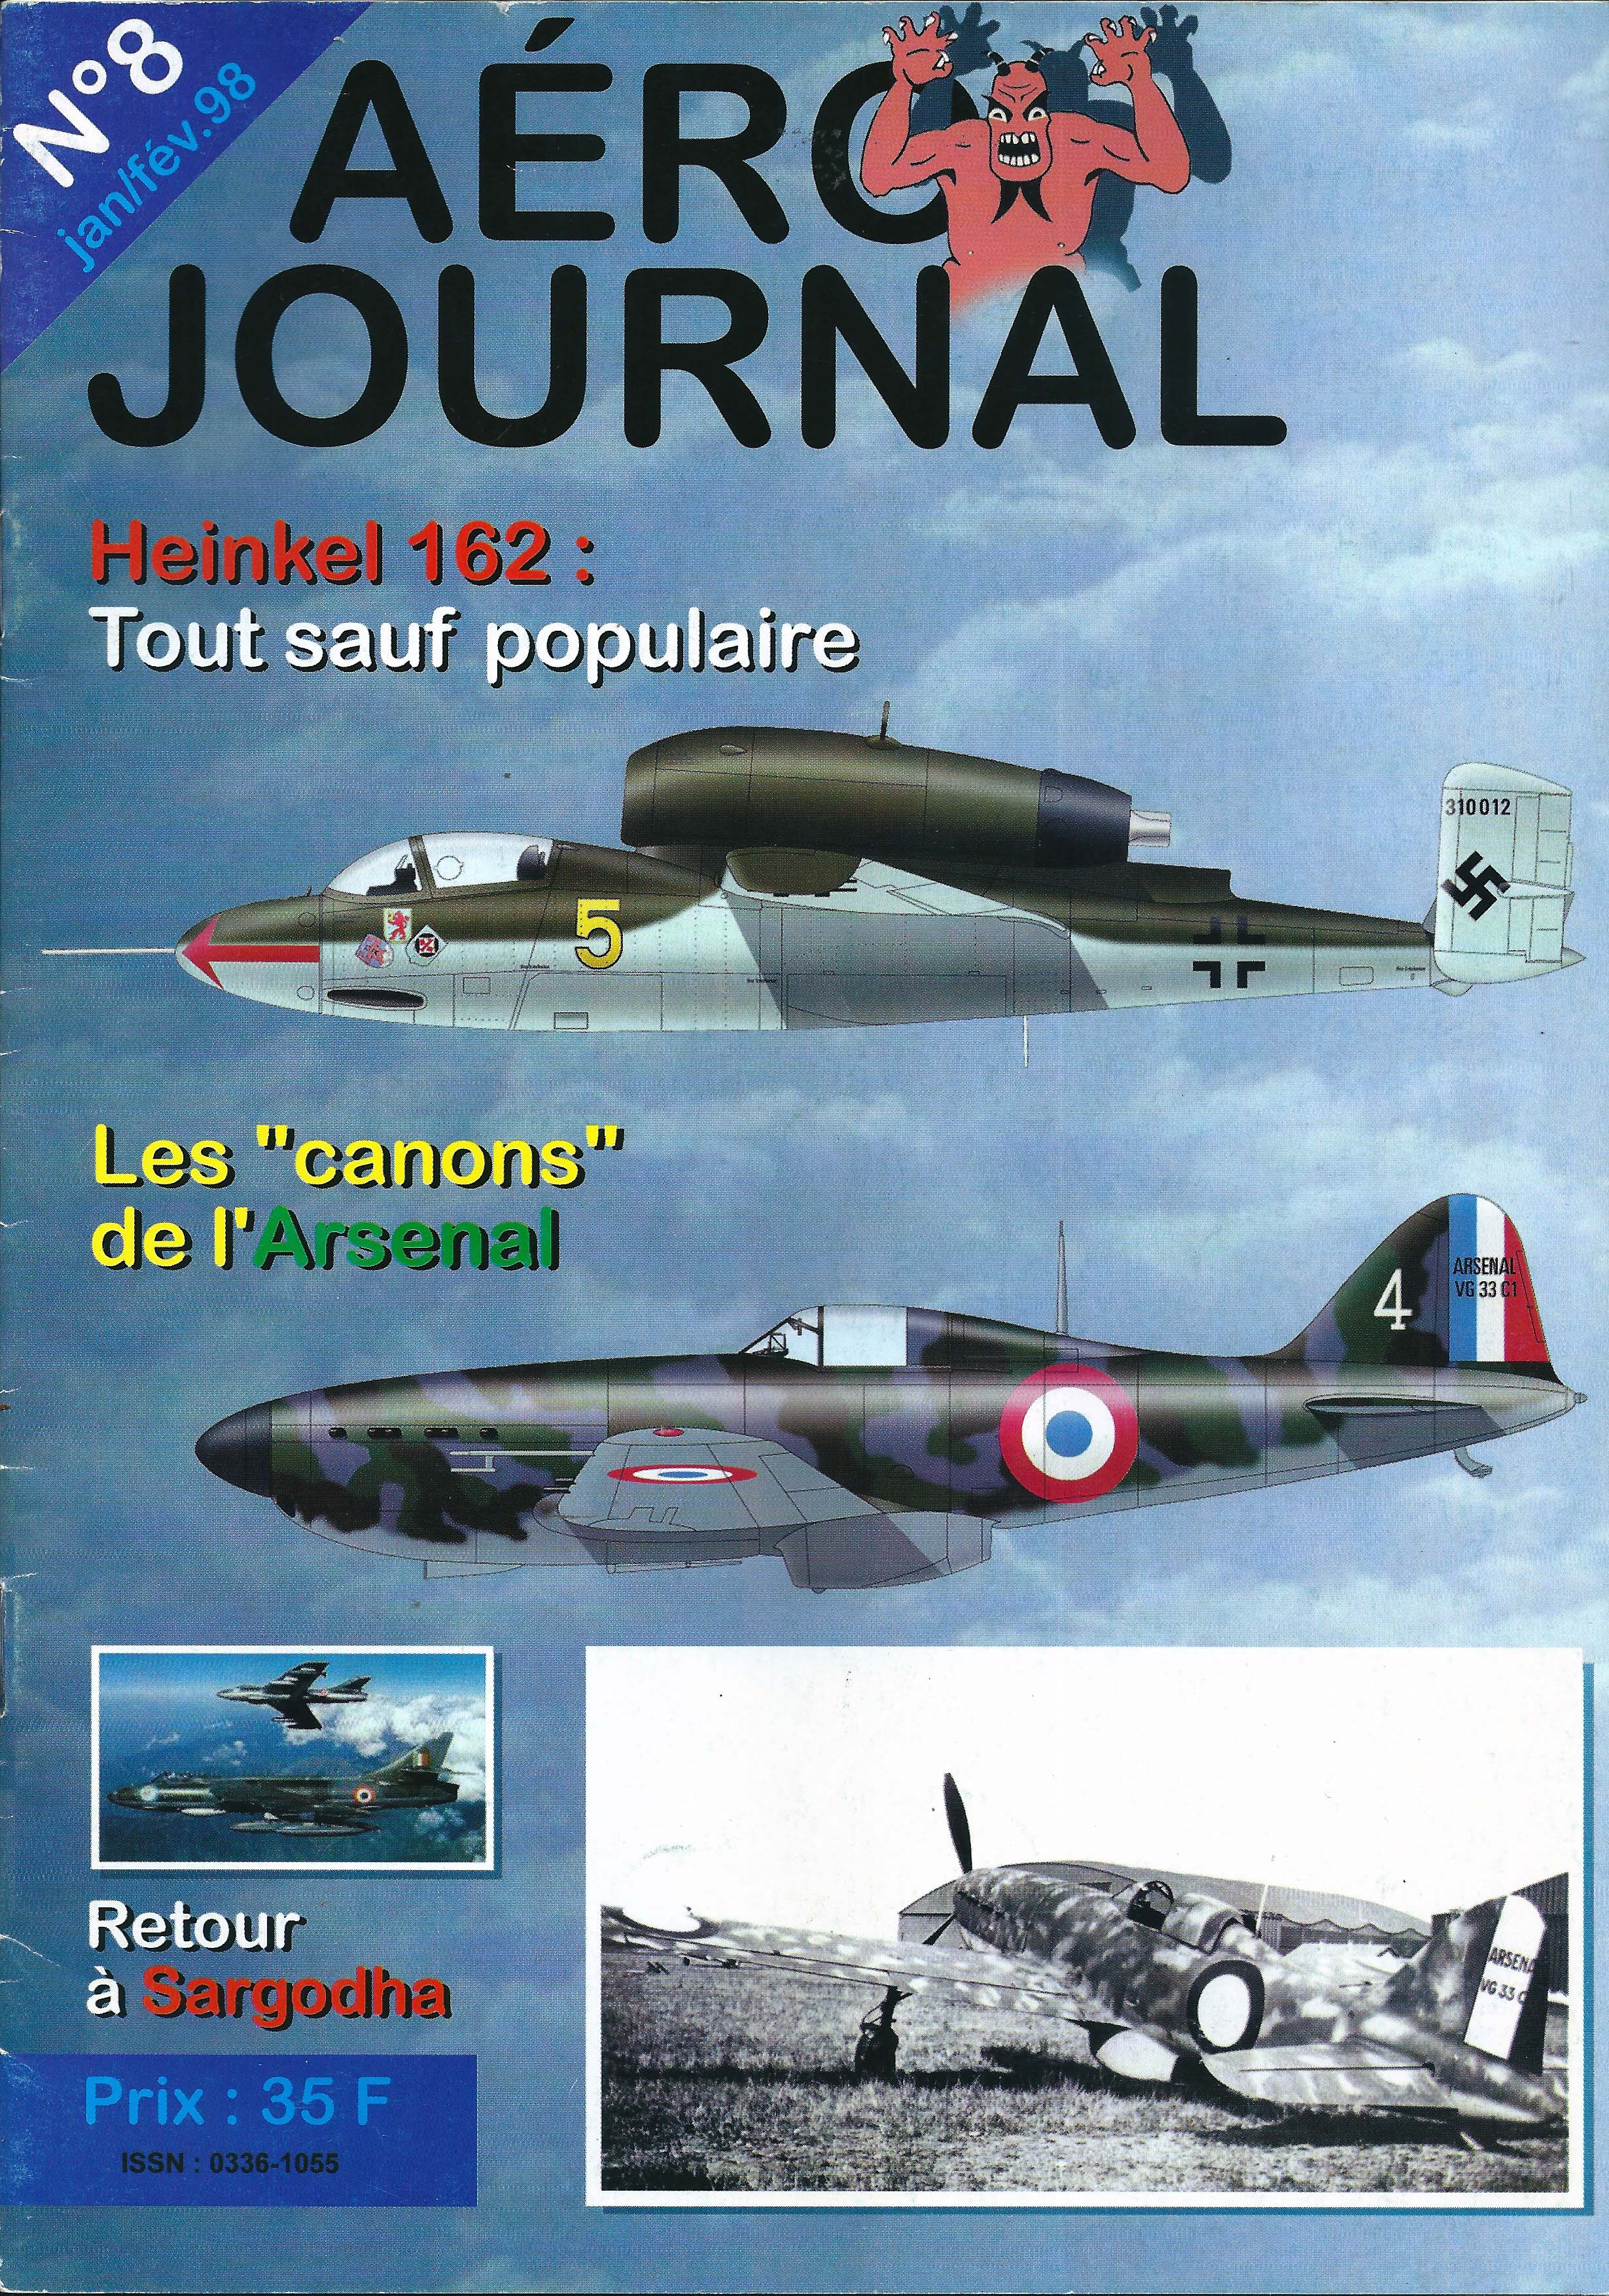 N°8
jan/fév.98
AÉRO
JOURNAL
Heinkel 162 :
Tout sauf populaire
310012
5
Les "canons"
de l'Arsenal
ARSENAL
VG 33 C1
4
ARSENA
VG 33 C
Retour
à Sargodha
Prix : 35 F
ISSN : 0336-1055